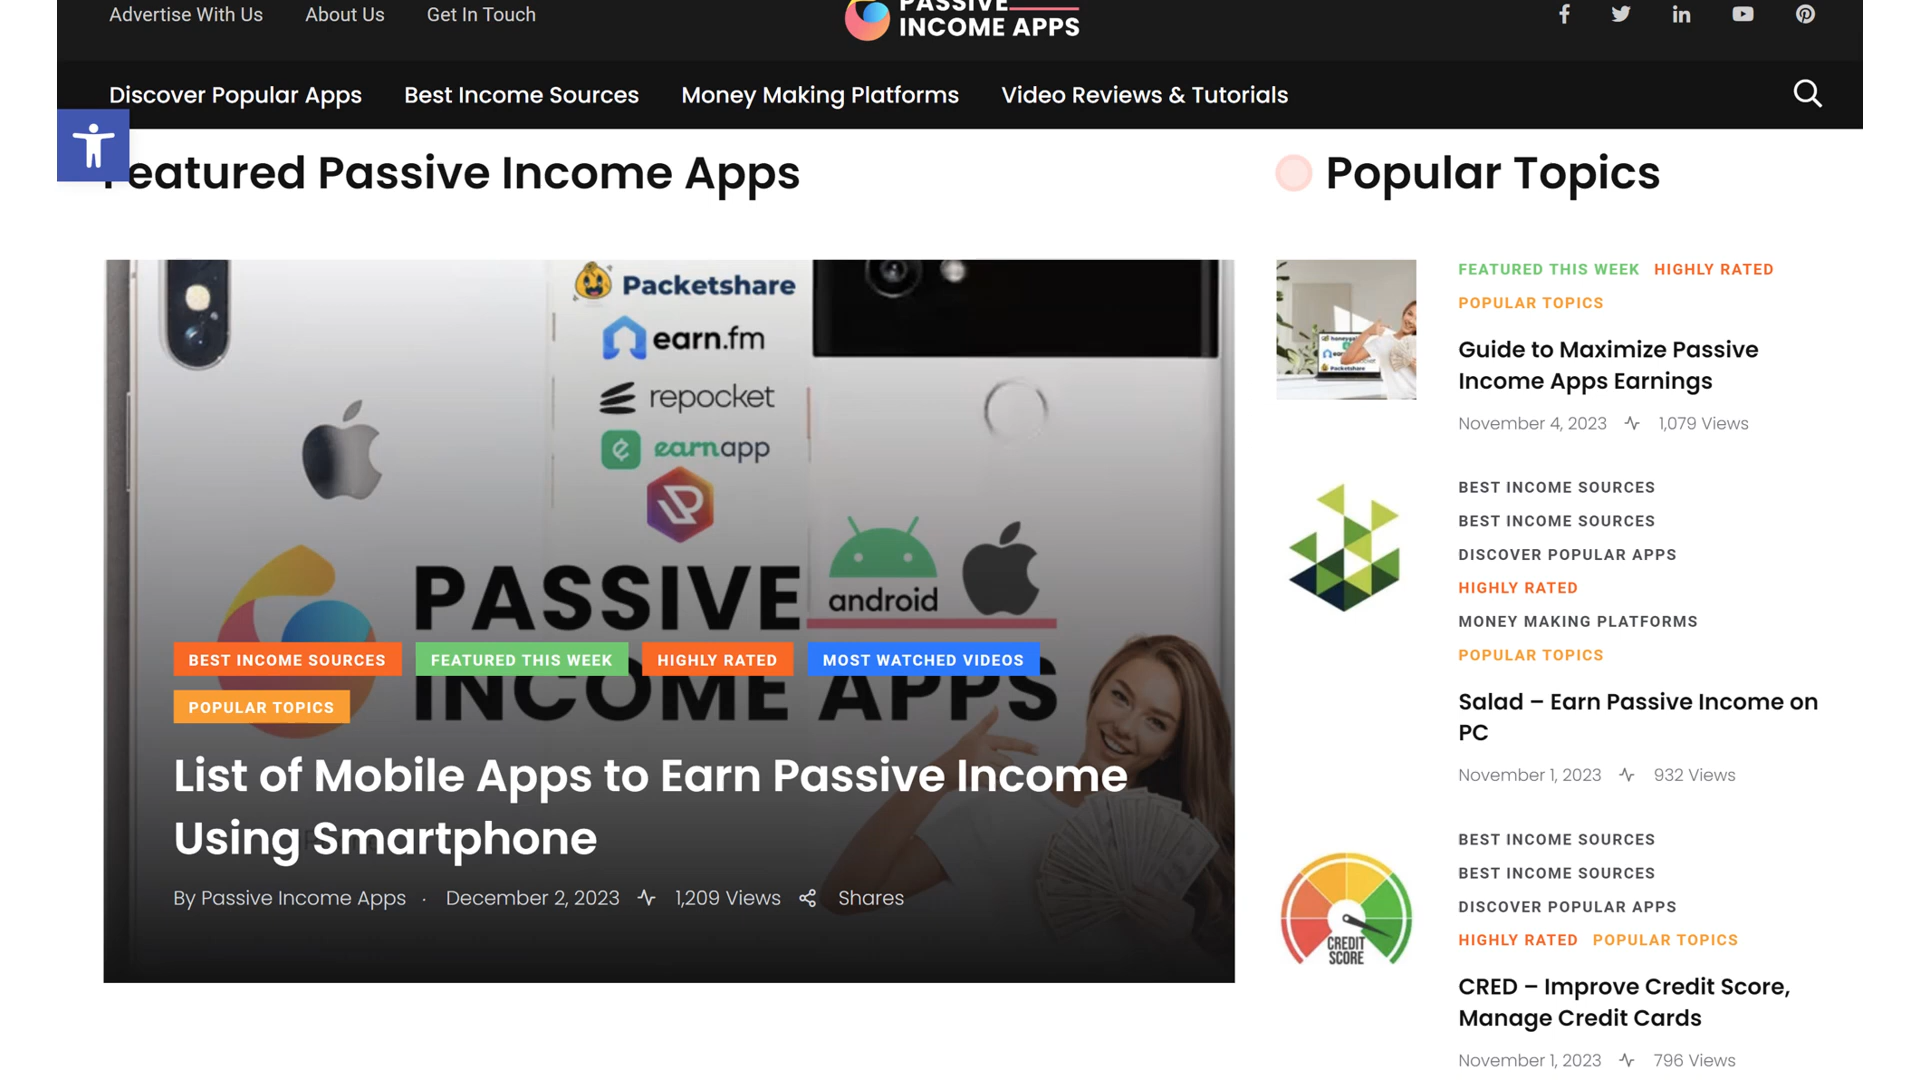 Advertise With Us About Us Get In Touch
PASSIVE
INCOME APPS
Discover Popular Apps Best Income Sources Money Making Platforms Video Reviews & Tutorials
Featured Passive Income Apps
Popular Topics
Packetshare
earn.fm
repocket
earnapp
android
PASSIVE
INCOME APPS
BEST INCOME SOURCES FEATURED THIS WEEK HIGHLY RATED MOST WATCHED VIDEOS
POPULAR TOPICS
List of Mobile Apps to Earn Passive Income
Using Smartphone
By Passive Income Apps · December 2, 2023 1,209 Views Shares
FEATURED THIS WEEK HIGHLY RATED
POPULAR TOPICS
Guide to Maximize Passive
Income Apps Earnings
November 4, 2023 1,079 Views
Packetshare
BEST INCOME SOURCES
BEST INCOME SOURCES
DISCOVER POPULAR APPS
HIGHLY RATED
MONEY MAKING PLATFORMS
POPULAR TOPICS
Salad – Earn Passive Income on
PC
November 1, 2023 932 Views
CREDIT
SCORE
BEST INCOME SOURCES
BEST INCOME SOURCES
DISCOVER POPULAR APPS
HIGHLY RATED POPULAR TOPICS
CRED – Improve Credit Score,
Manage Credit Cards
November 1, 2023 796 Views